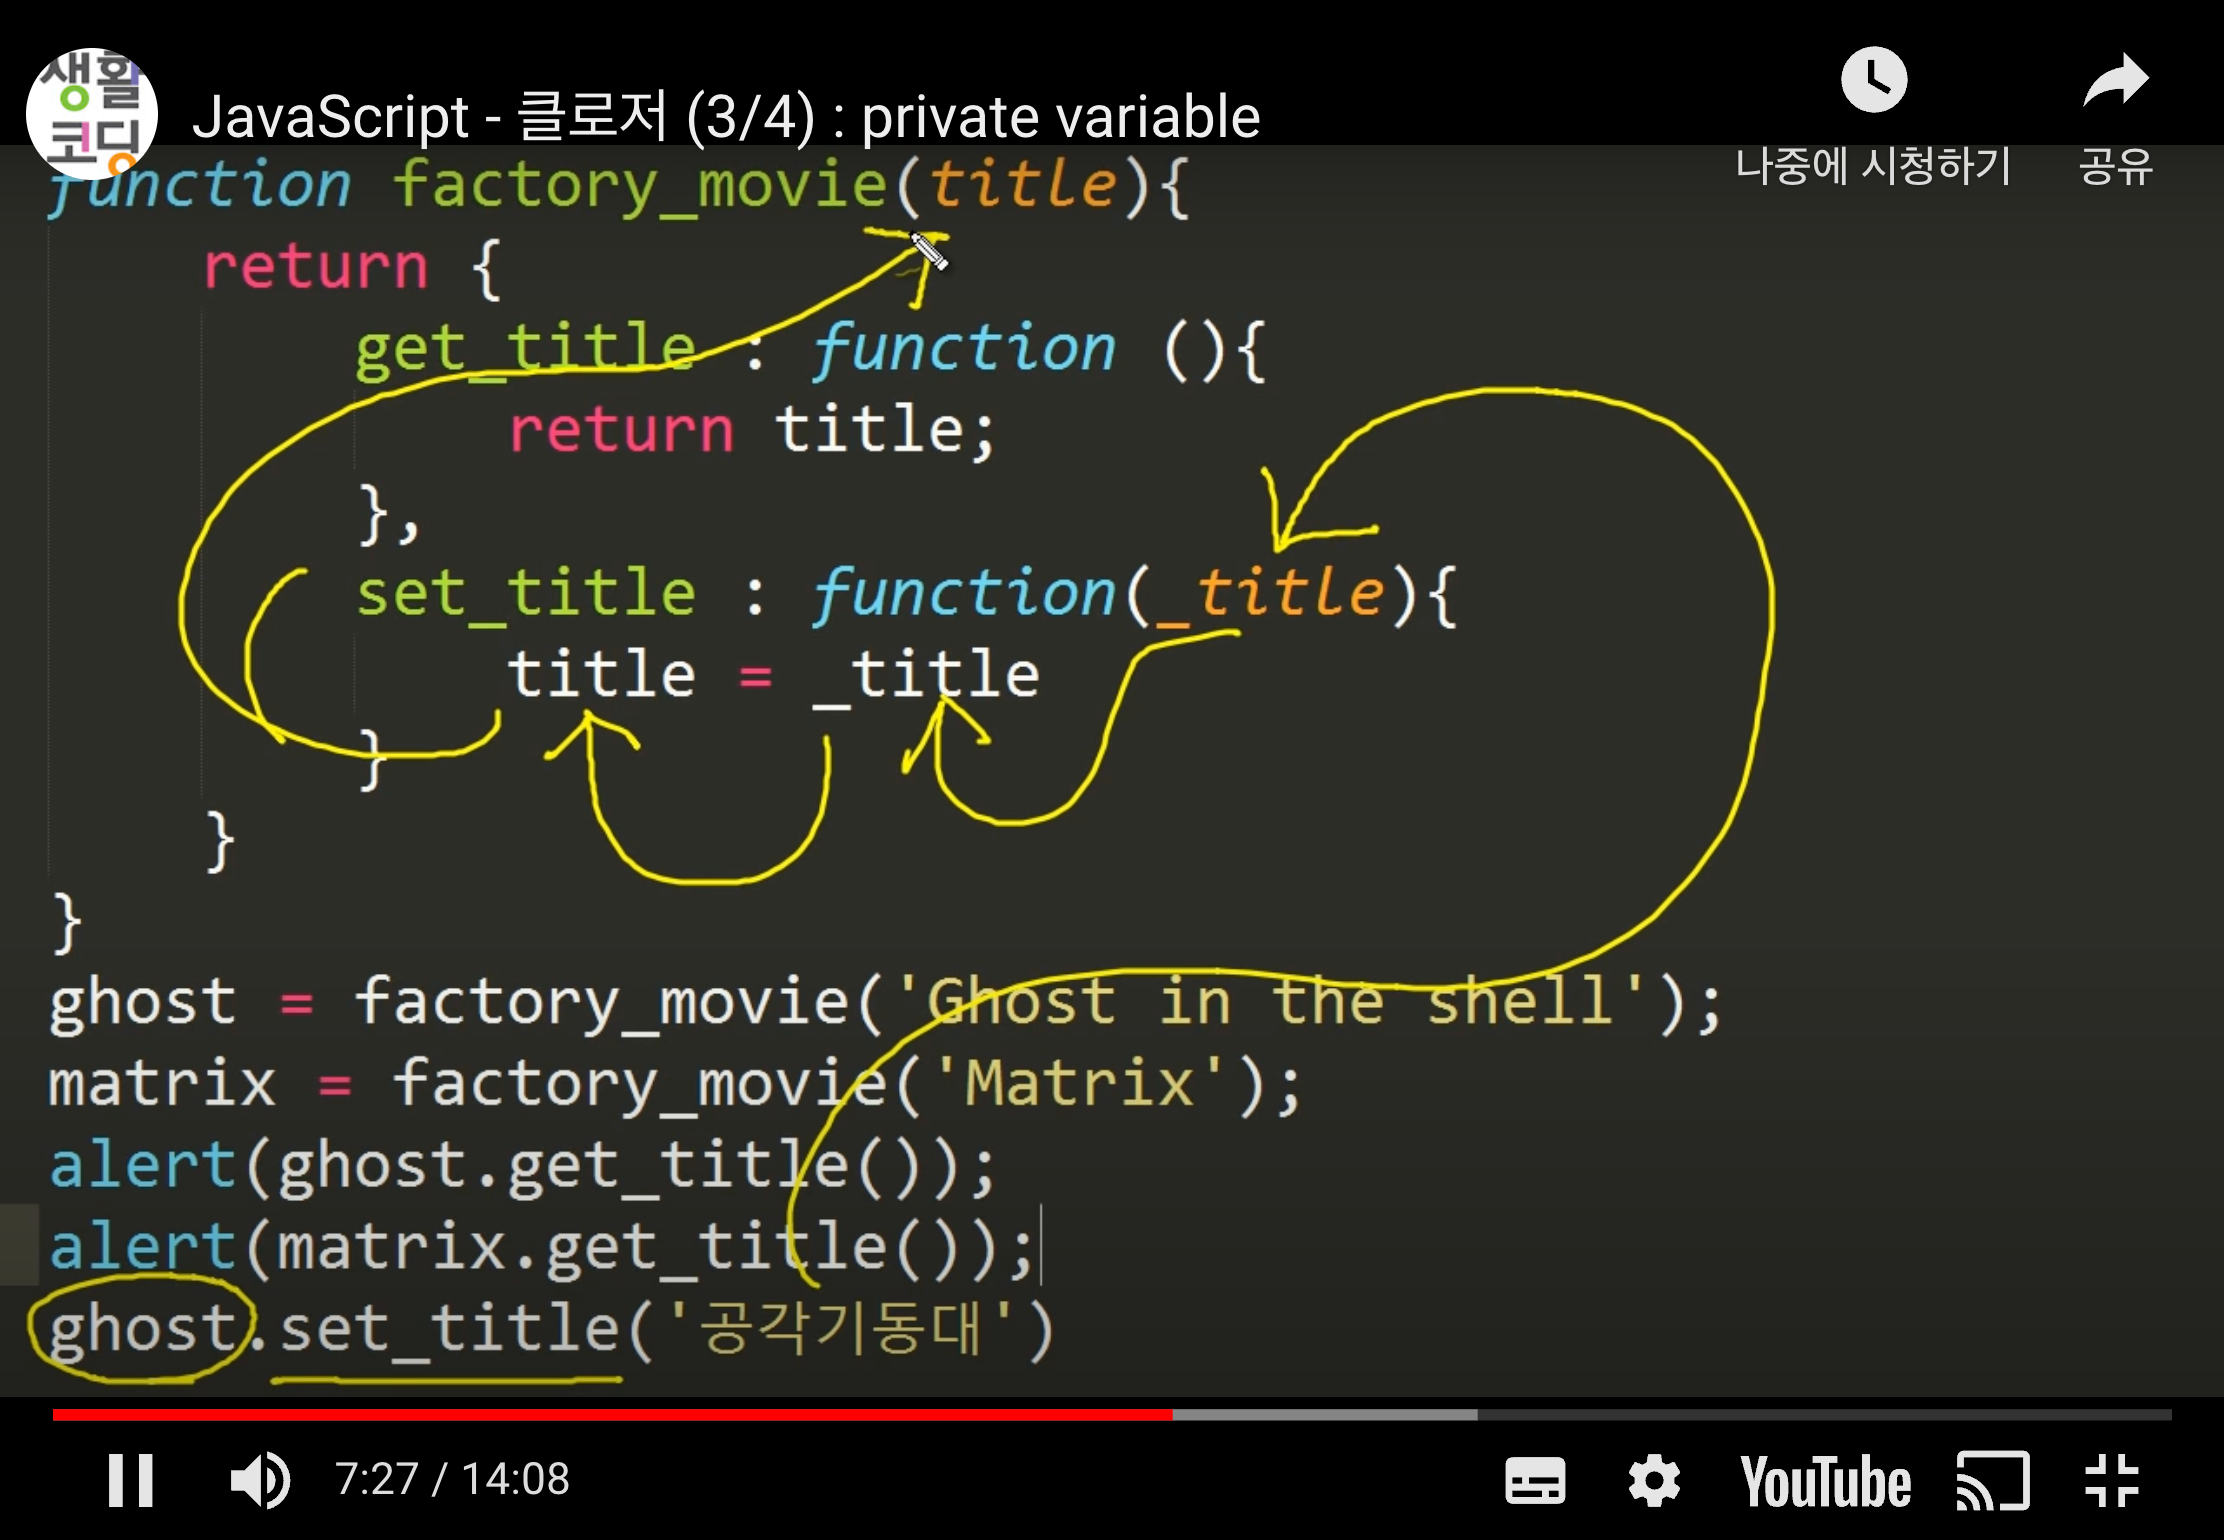 생활
코딩
JavaScript - 클로저 (3/4) : private variable
나중에 시청하기
공유
function factory_movie(title){
return {
get_title : function (){
return title;
},
set_title : function(_title){
title = _title
}
}
}
ghost = factory_movie('Ghost in the shell');
matrix = factory_movie('Matrix');
alert(ghost.get_title());
alert(matrix.get_title());
ghost.set_title('공각기동대')
7:27 / 14:08
YouTube